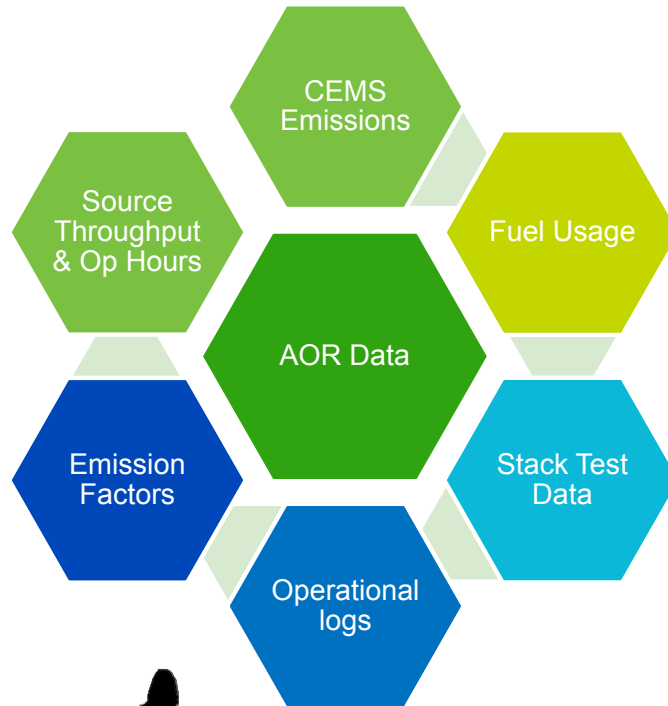 CEMS
Emissions
Source
Throughput
& Op Hours
Fuel Usage
AOR Data
Emission
Factors
Stack Test
Data
Operational
logs